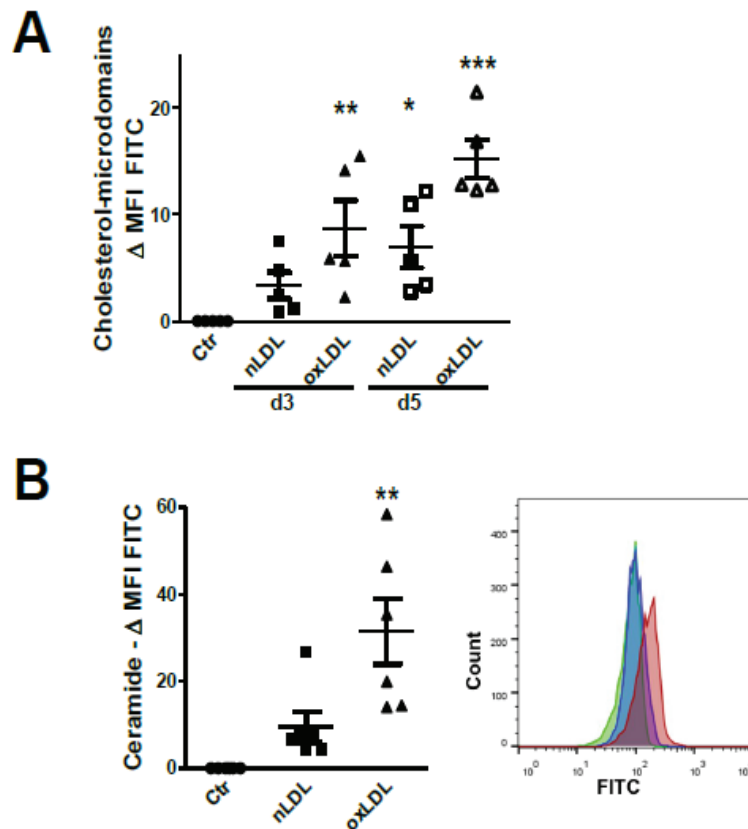 A
Cholesterol-microdomains
Δ MFI FITC
20
10
0
**
*
***
Ctr
nLDL
oxLDL
nLDL
oxLDL
d3
d5
B
Ceramide - Δ MFI FITC
60
40
20
0
**
Ctr
nLDL
oxLDL
Count
400
300
200
100
0
10^0
10^1
10^2
10^3
FITC